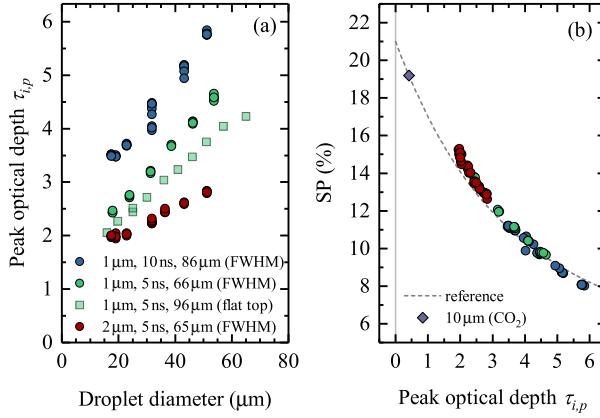 (a)
6
5
4
3
2
1
0
Peak optical depth τi,p
1 μm, 10 ns, 86 μm (FWHM)
1 μm, 5 ns, 66 μm (FWHM)
1 μm, 5 ns, 96 μm (flat top)
2 μm, 5 ns, 65 μm (FWHM)
0 20 40 60 80
Droplet diameter (μm)
(b)
22
20
18
16
14
12
10
8
6
SP (%)
reference
10 μm (CO₂)
0 1 2 3 4 5 6
Peak optical depth τi,p